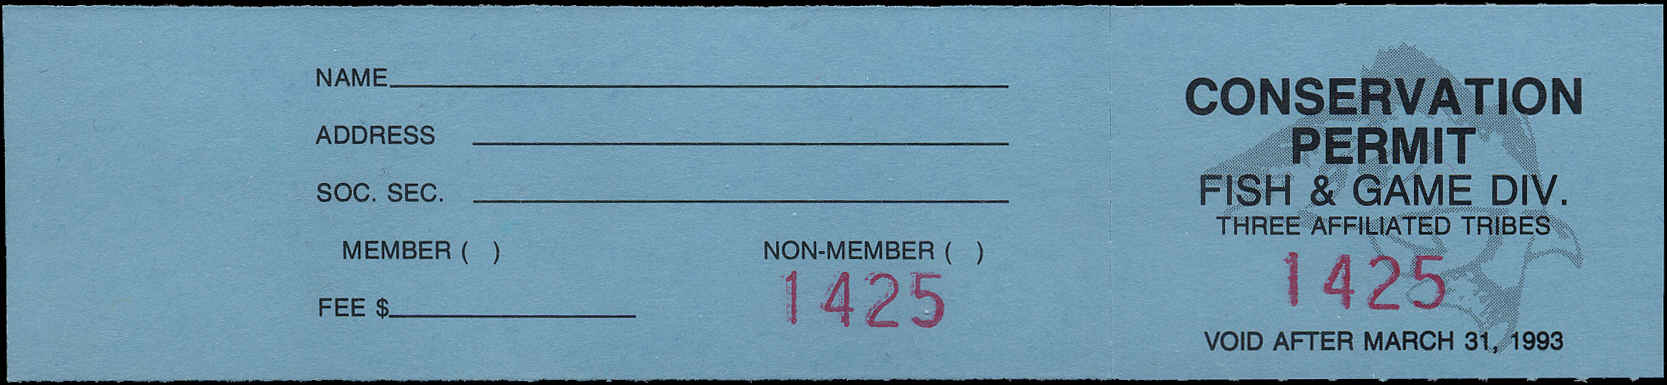 NAME
ADDRESS
SOC. SEC.
MEMBER ( ) NON-MEMBER ( )
1425
FEE $
CONSERVATION
PERMIT
FISH & GAME DIV.
THREE AFFILIATED TRIBES
1425
VOID AFTER MARCH 31, 1993